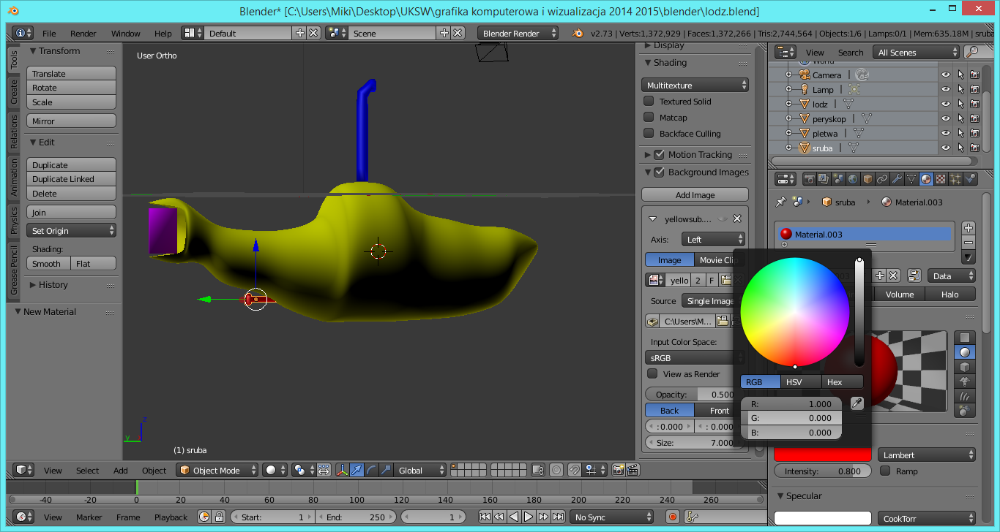 Blender* [C:\Users\Miki\Desktop\UKSW\grafika komputerowa i wizualizacja 2014 2015\blender\lodz.blend]
File Render Window Help Default Scene Blender Render v2.73 | Verts:1,372,929 | Faces:1,372,266 | Tris:2,744,564 | Objects:1/6 | Lamps:0/1 | Mem:635.18M | sruba
Tools
Create
Relations
Animation
Physics
Grease Pencil
Transform
Translate
Rotate
Scale
Mirror
Edit
Duplicate
Duplicate Linked
Delete
Join
Set Origin
Shading:
Smooth Flat
History
New Material
User Ortho
z
y
(1) sruba
Display
Shading
Multitexture
Textured Solid
Matcap
Backface Culling
Motion Tracking
Background Images
Add Image
yellowsub....
Axis: Left
Image Movie Clip
yello 2 F
Source Single Image
C:\Users\M...
Input Color Space:
sRGB
View as Render
Opacity: 0.500
Back Front
: 0.000 : 0.000
Size: 7.000
View Search All Scenes
World
Camera
Lamp
lodz
peryskop
pletwa
sruba
sruba Material.003
Material.003
Data
Volume Halo
RGB HSV Hex
R: 1.000
G: 0.000
B: 0.000
Lambert
Intensity: 0.800 Ramp
Specular
CookTorr
View Select Add Object Object Mode Global
-40 -20 0 20 40 60 80 100 120 140 160 180 200 220 240 260
View Marker Frame Playback Start: 1 End: 250 1 No Sync